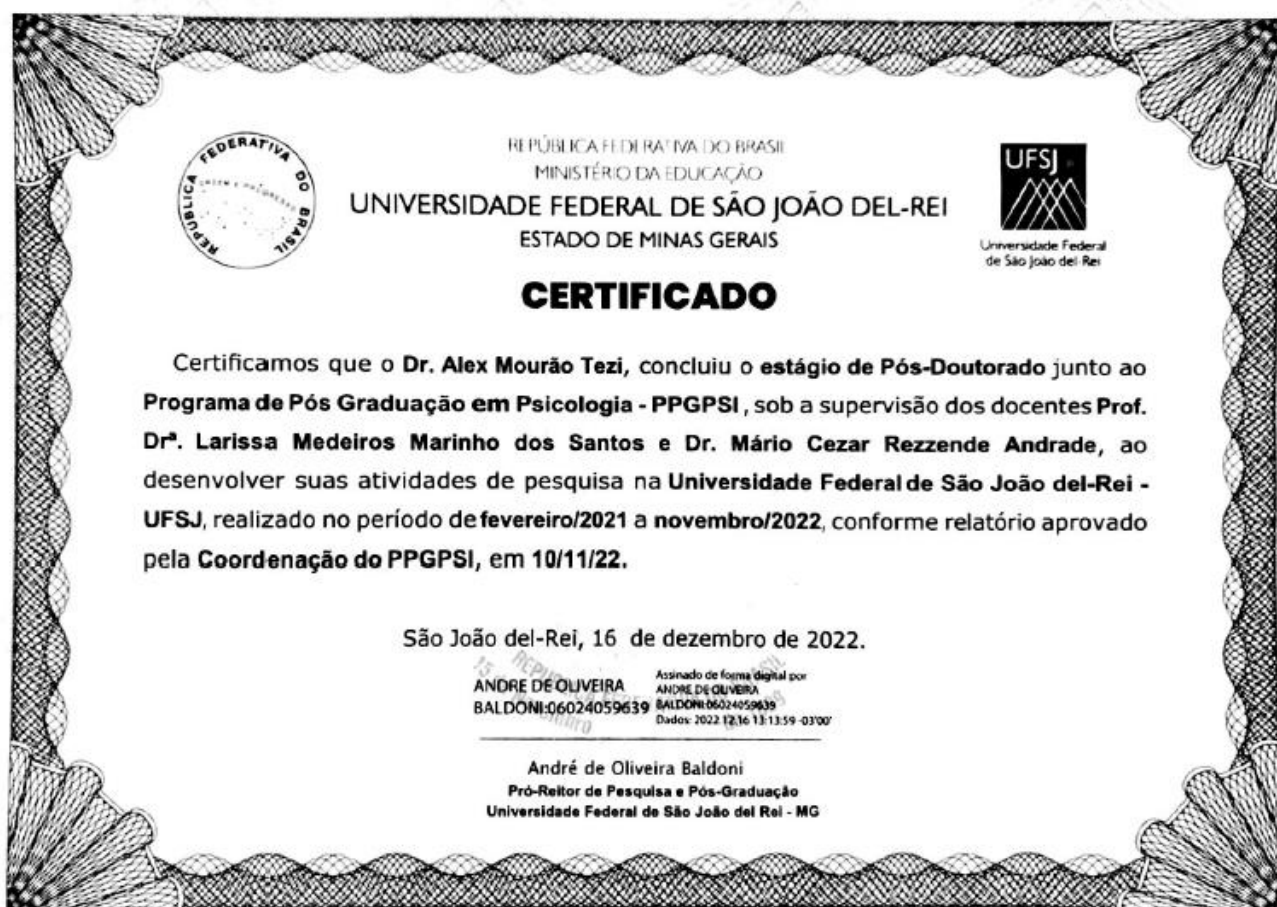 REPÚBLICA FEDERATIVA DO BRASIL
ORDEM E PROGRESSO
REPÚBLICA FEDERATIVA DO BRASIL
MINISTÉRIO DA EDUCAÇÃO
UNIVERSIDADE FEDERAL DE SÃO JOÃO DEL-REI
ESTADO DE MINAS GERAIS
UFSJ
Universidade Federal
de São João del-Rei
CERTIFICADO
Certificamos que o Dr. Alex Mourão Tezi, concluiu o estágio de Pós-Doutorado junto ao
Programa de Pós Graduação em Psicologia - PPGPSI, sob a supervisão dos docentes Prof.
Drª. Larissa Medeiros Marinho dos Santos e Dr. Mário Cezar Rezzende Andrade, ao
desenvolver suas atividades de pesquisa na Universidade Federal de São João del-Rei -
UFSJ, realizado no período de fevereiro/2021 a novembro/2022, conforme relatório aprovado
pela Coordenação do PPGPSI, em 10/11/22.
São João del-Rei, 16 de dezembro de 2022.
ANDRE DE OLIVEIRA
BALDONI:06024059639
Assinado de forma digital por
ANDRE DE OLIVEIRA
BALDONI:06024059639
Dados: 2022.12.16 13:13:59 -03'00'
André de Oliveira Baldoni
Pró-Reitor de Pesquisa e Pós-Graduação
Universidade Federal de São João del Rei - MG